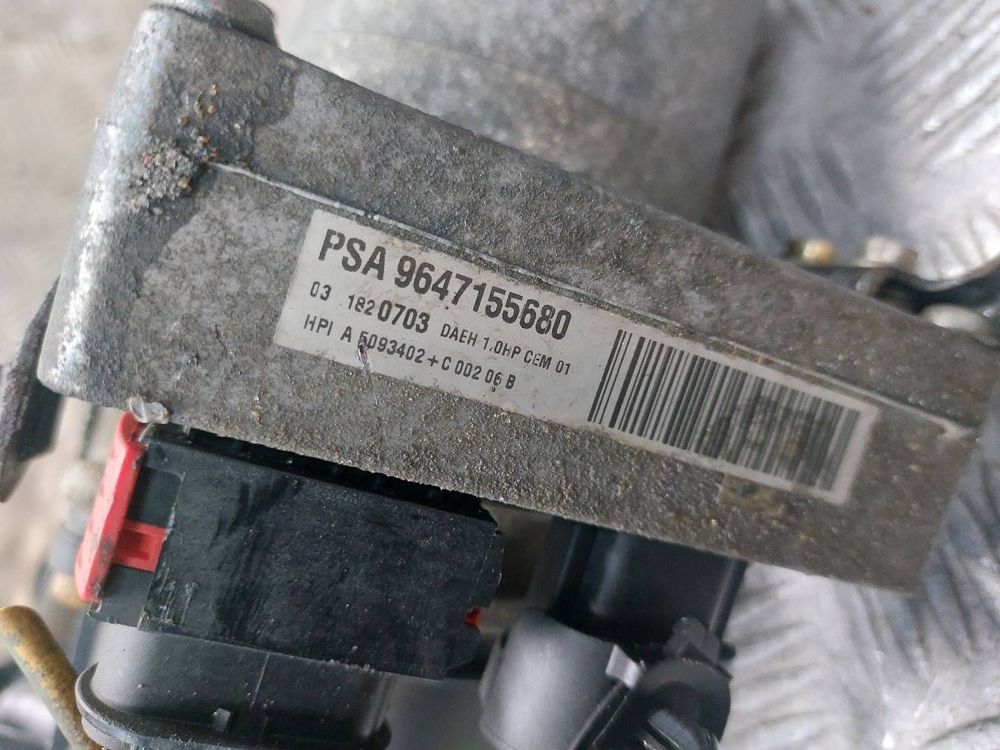 PSA 9647155680
03 182 0703 DAEH 1.0HP CEM 01
HPI A 5093402 + C 002 06 B